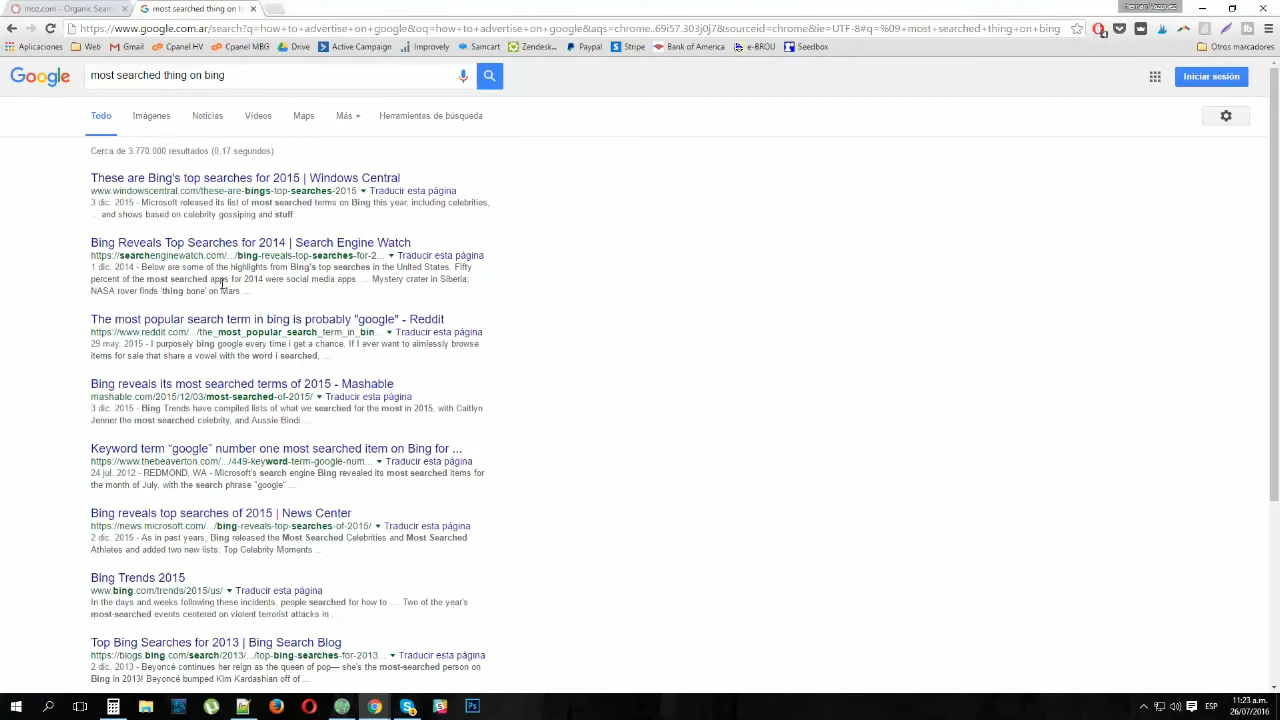 moz.com - Organic Sear
most searched thing on b
Hernan Vazquez
https://www.google.com.ar/search?q=how+to+advertise+on+google&oq=how+to+advertise+on+google+&aqs=chrome..69i57.303j0j7&sourceid=chrome&ie=UTF-8#q=%09+most+searched+thing+on+bing
Aplicaciones Web Gmail Cpanel HV Cpanel MBG Drive Active Campaign Improvely Samcart Zendesk... Paypal Stripe Bank of America e-BROU Seedbox Otros marcadores
Google most searched thing on bing Iniciar sesión
Todo Imágenes Noticias Vídeos Maps Más Herramientas de búsqueda
Cerca de 3.770.000 resultados (0,17 segundos)
These are Bing's top searches for 2015 | Windows Central
www.windowscentral.com/these-are-bings-top-searches-2015 Traducir esta página
3 dic. 2015 - Microsoft released its list of most searched terms on Bing this year, including celebrities,
... and shows based on celebrity gossiping and stuff.
Bing Reveals Top Searches for 2014 | Search Engine Watch
https://searchenginewatch.com/.../bing-reveals-top-searches-for-2... Traducir esta página
1 dic. 2014 - Below are some of the highlights from Bing's top searches in the United States. Fifty
percent of the most searched apps for 2014 were social media apps. ... Mystery crater in Siberia;
NASA rover finds 'thing bone' on Mars ...
The most popular search term in bing is probably "google" - Reddit
https://www.reddit.com/.../the_most_popular_search_term_in_bin... Traducir esta página
29 may. 2015 - I purposely bing google every time i get a chance. If I ever want to aimlessly browse
items for sale that share a vowel with the word i searched, ...
Bing reveals its most searched terms of 2015 - Mashable
mashable.com/2015/12/03/most-searched-of-2015/ Traducir esta página
3 dic. 2015 - Bing Trends have compiled lists of what we searched for the most in 2015, with Caitlyn
Jenner the most searched celebrity, and Aussie Bindi ...
Keyword term “google” number one most searched item on Bing for ...
https://www.thebeaverton.com/.../449-keyword-term-google-num... Traducir esta página
24 jul. 2012 - REDMOND, WA - Microsoft's search engine Bing revealed its most searched items for
the month of July, with the search phrase "google" ...
Bing reveals top searches of 2015 | News Center
https://news.microsoft.com/.../bing-reveals-top-searches-of-2015/ Traducir esta página
2 dic. 2015 - As in past years, Bing released the Most Searched Celebrities and Most Searched
Athletes and added two new lists: Top Celebrity Moments ...
Bing Trends 2015
www.bing.com/trends/2015/us/ Traducir esta página
In the days and weeks following these incidents, people searched for how to .... Two of the year's
most-searched events centered on violent terrorist attacks in ...
Top Bing Searches for 2013 | Bing Search Blog
https://blogs.bing.com/search/2013/.../top-bing-searches-for-2013... Traducir esta página
2 dic. 2013 - Beyoncé continues her reign as the queen of pop— she's the most-searched person on
Bing in 2013! Beyoncé bumped Kim Kardashian off of ...
ESP
11:23 a.m.
26/07/2016